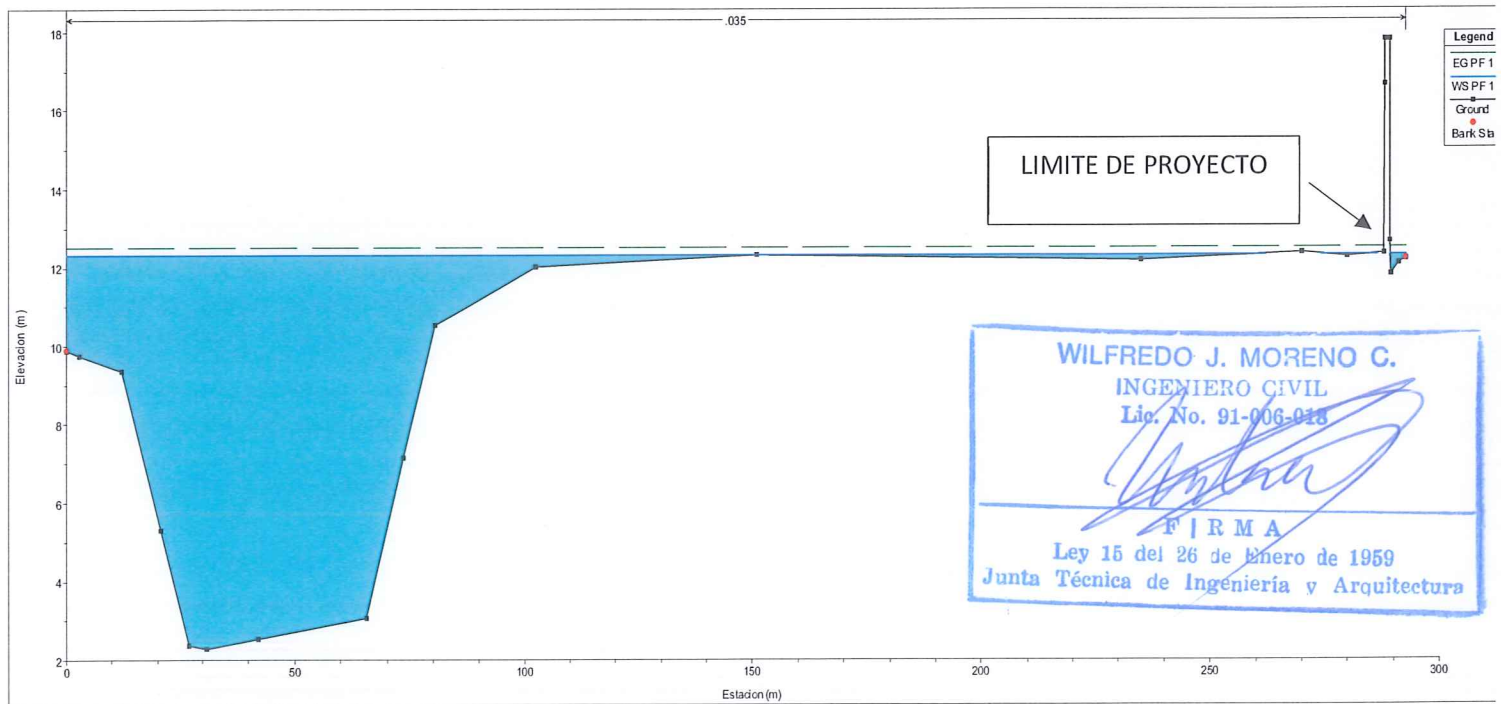 .035
18
16
14
12
10
8
6
4
2
Elevacion (m)
0
50
100
150
200
250
300
Estacion (m)
Legend
EG PF 1
WS PF 1
Ground
Bank Sta
LIMITE DE PROYECTO
WILFREDO J. MORENO C.
INGENIERO CIVIL
Lic. No. 91-006-018
FIRMA
Ley 15 del 26 de Enero de 1959
Junta Técnica de Ingeniería y Arquitectura